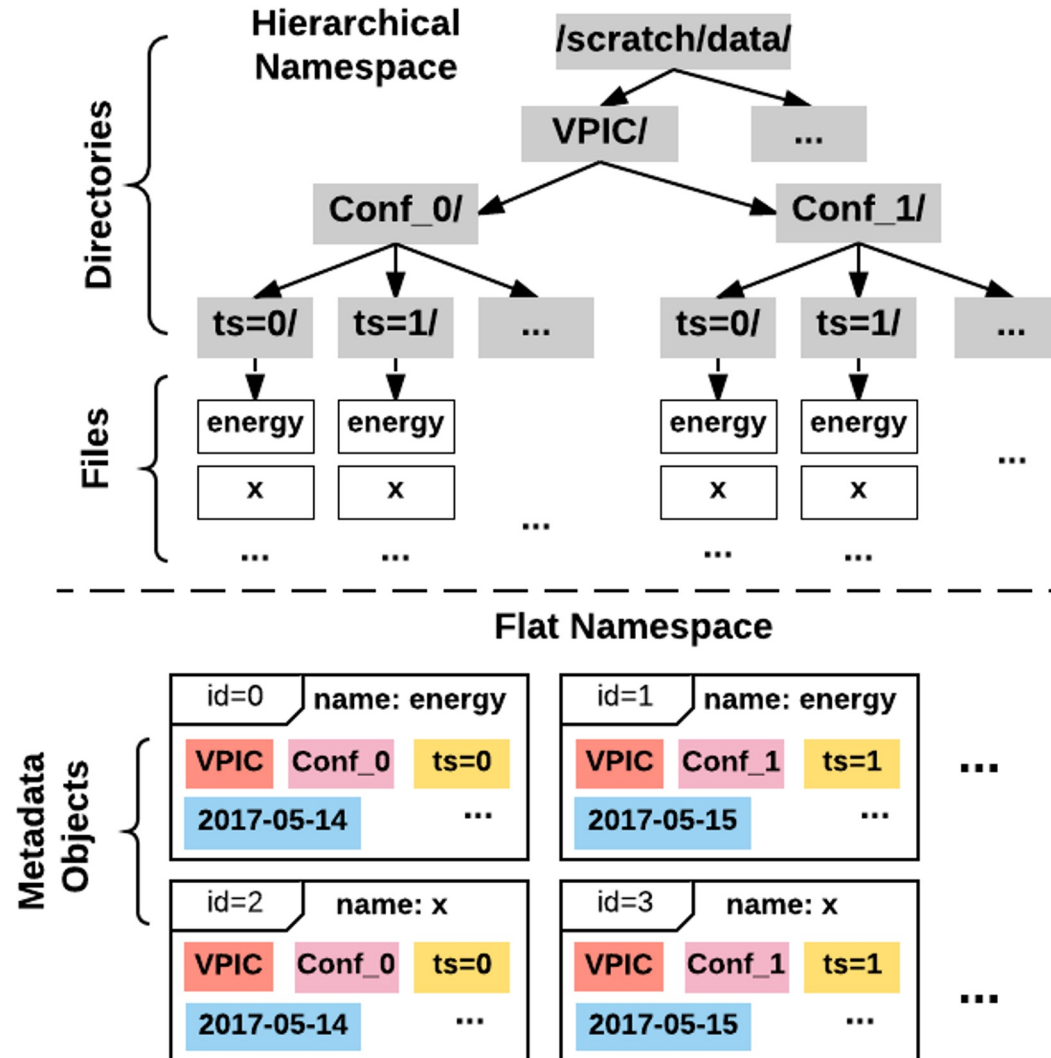 Hierarchical
Namespace
/scratch/data/
VPIC/
...
Conf_0/
Conf_1/
Directories
ts=0/
ts=1/
...
ts=0/
ts=1/
...
Files
energy
energy
energy
energy
...
x
x
x
x
...
...
...
...
...
Flat Namespace
Metadata
Objects
id=0
name: energy
VPIC
Conf_0
ts=0
2017-05-14
...
id=1
name: energy
VPIC
Conf_1
ts=1
2017-05-15
...
...
id=2
name: x
VPIC
Conf_0
ts=0
2017-05-14
...
id=3
name: x
VPIC
Conf_1
ts=1
2017-05-15
...
...